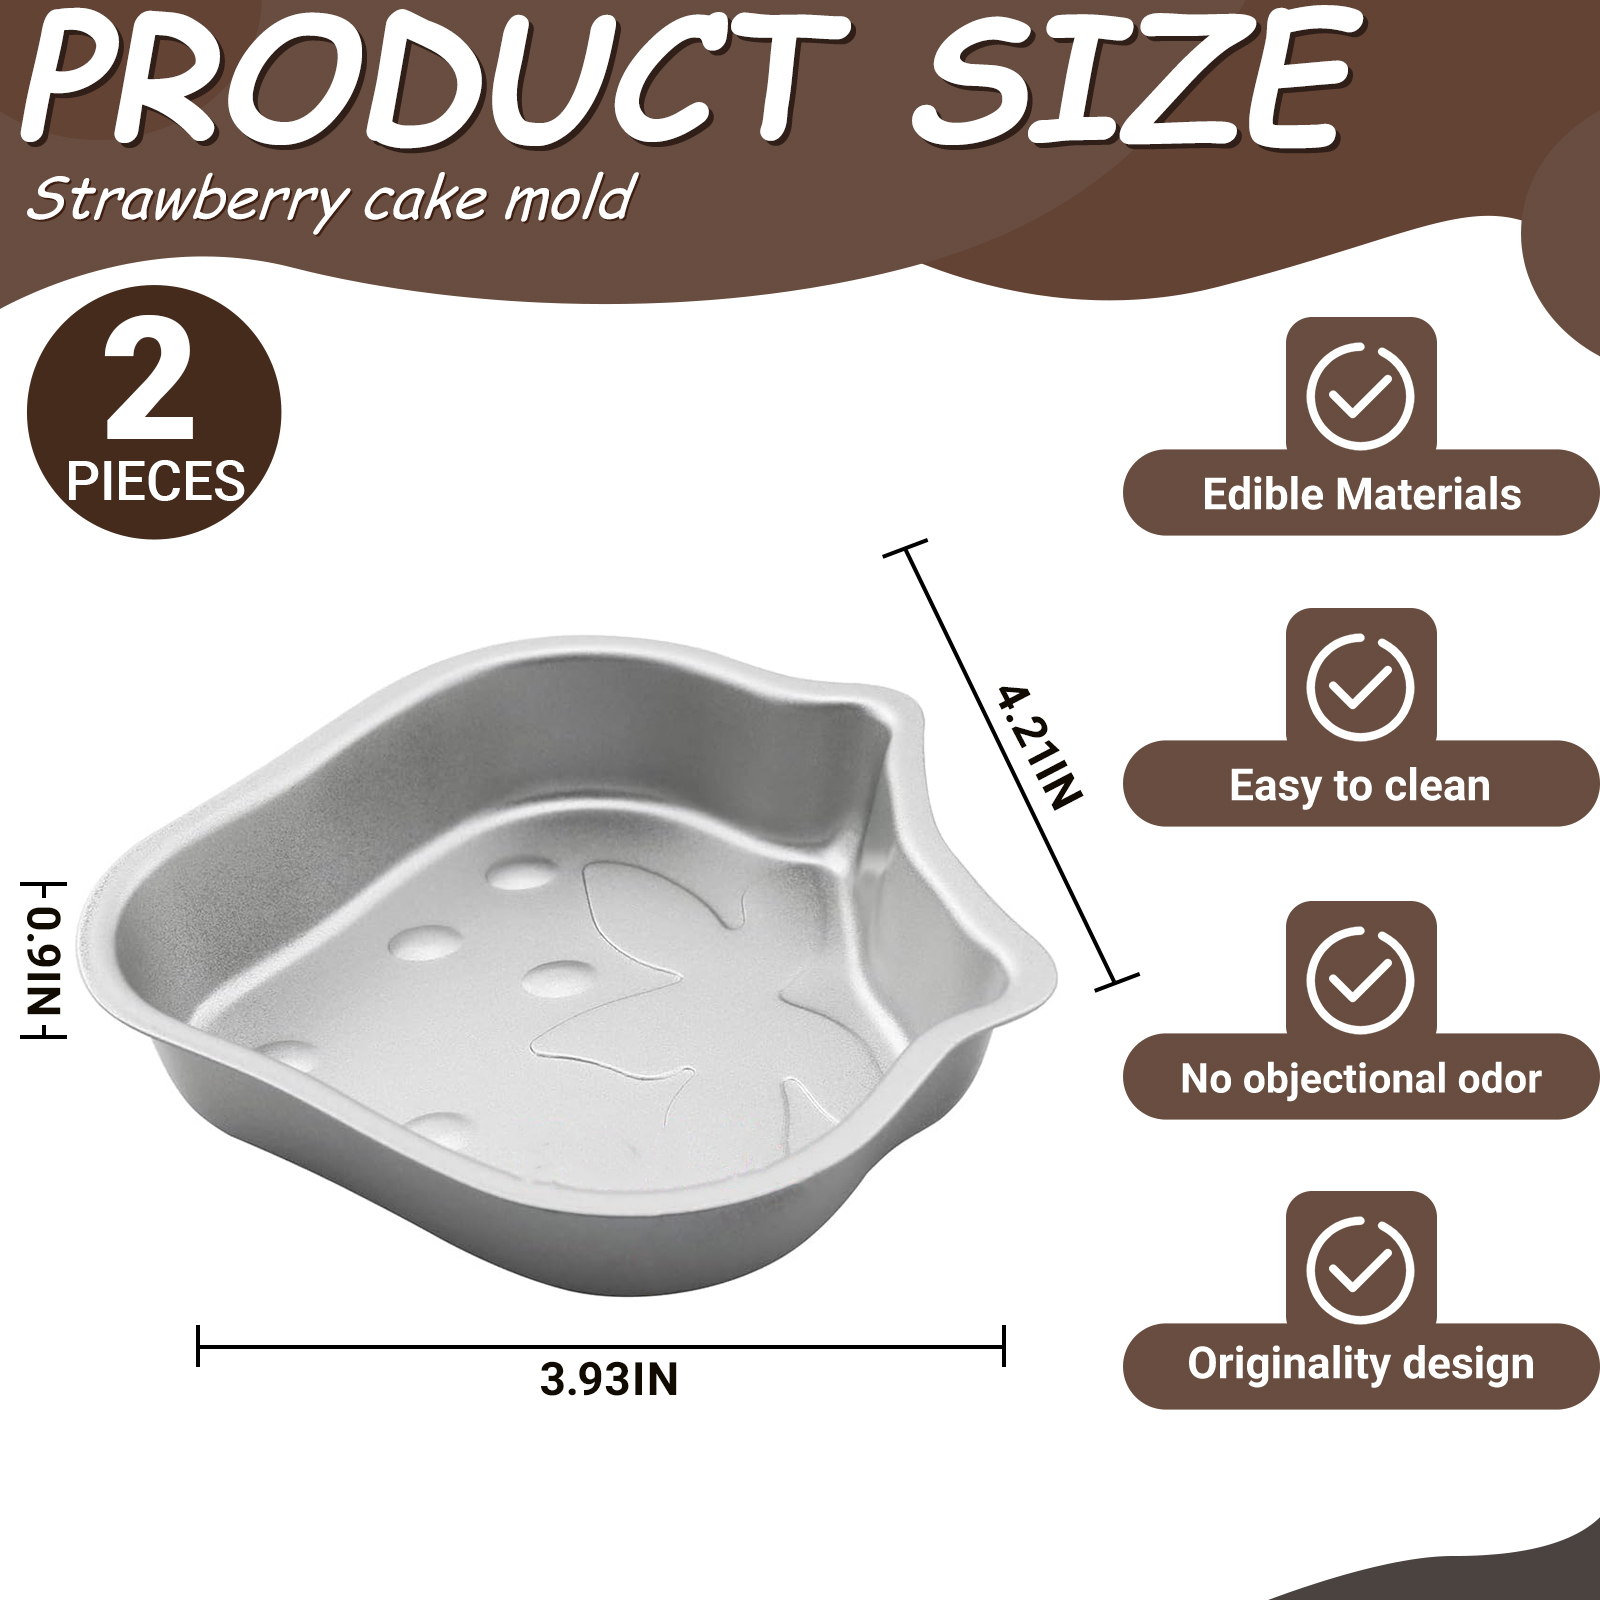 PRODUCT SIZE
Strawberry cake mold
2
PIECES
Edible Materials
4.21IN
Easy to clean
0.9IN
No objectional odor
Originality design
3.93IN